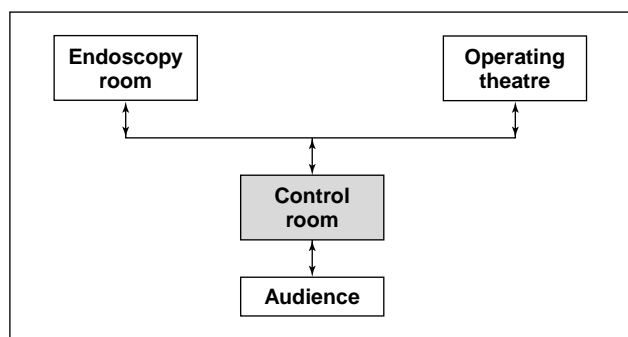 Endoscopy
room
Operating
theatre
Control
room
Audience